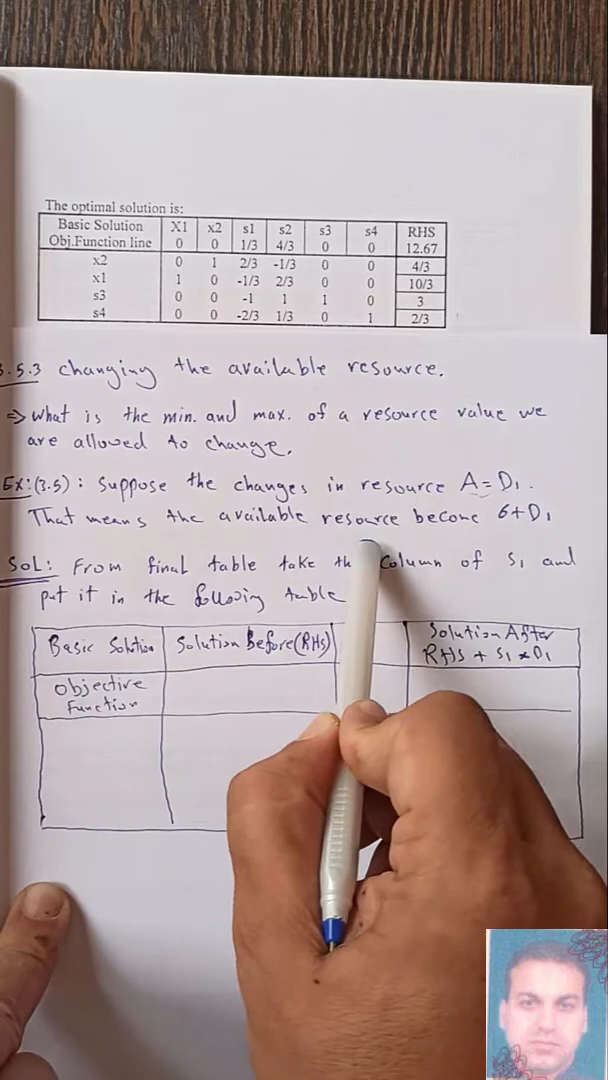 The optimal solution is:
Basic Solution X1 x2 s1 s2 s3 s4 RHS
Obj.Function line 0 0 1/3 4/3 0 0 12.67
x2 0 1 2/3 -1/3 0 0 4/3
x1 1 0 -1/3 2/3 0 0 10/3
s3 0 0 -1 1 1 0 3
s4 0 0 -2/3 1/3 0 1 2/3
3.5.3 changing the available resource.
⇒ what is the min. and max. of a resource value we
are allowed to change.
Ex:(3.5): suppose the changes in resource A = D1.
That means the available resource become 6+D1
Sol: From final table take th column of S1 and
put it in the following table
Basic Solution Solution Before (RHS) Solution After
RHS + S1 × D1
Objective
Function